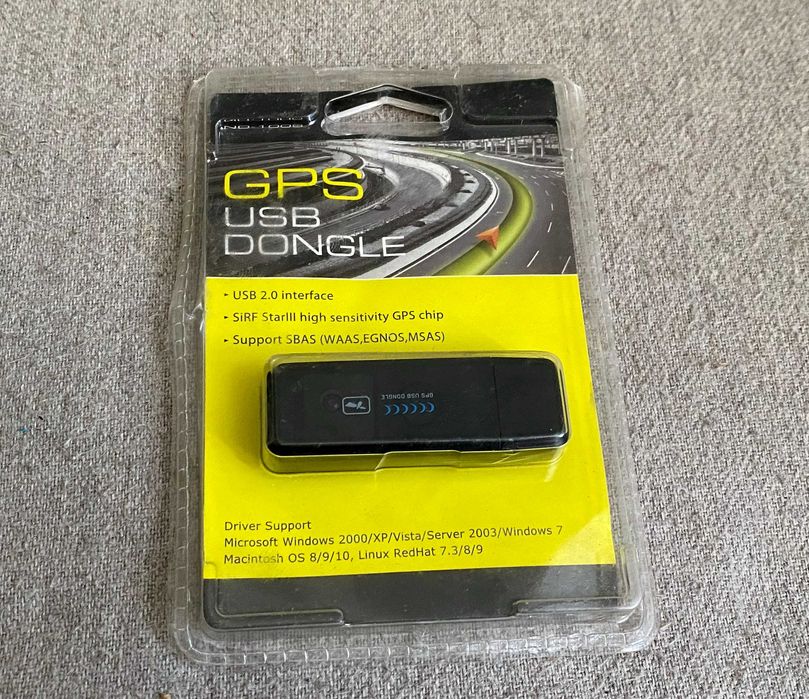 GPS
USB
DONGLE
USB 2.0 interface
SiRF StarIII high sensitivity GPS chip
Support SBAS (WAAS,EGNOS,MSAS)
GPS USB DONGLE
Driver Support
Microsoft Windows 2000/XP/Vista/Server 2003/Windows 7
Macintosh OS 8/9/10, Linux RedHat 7.3/8/9